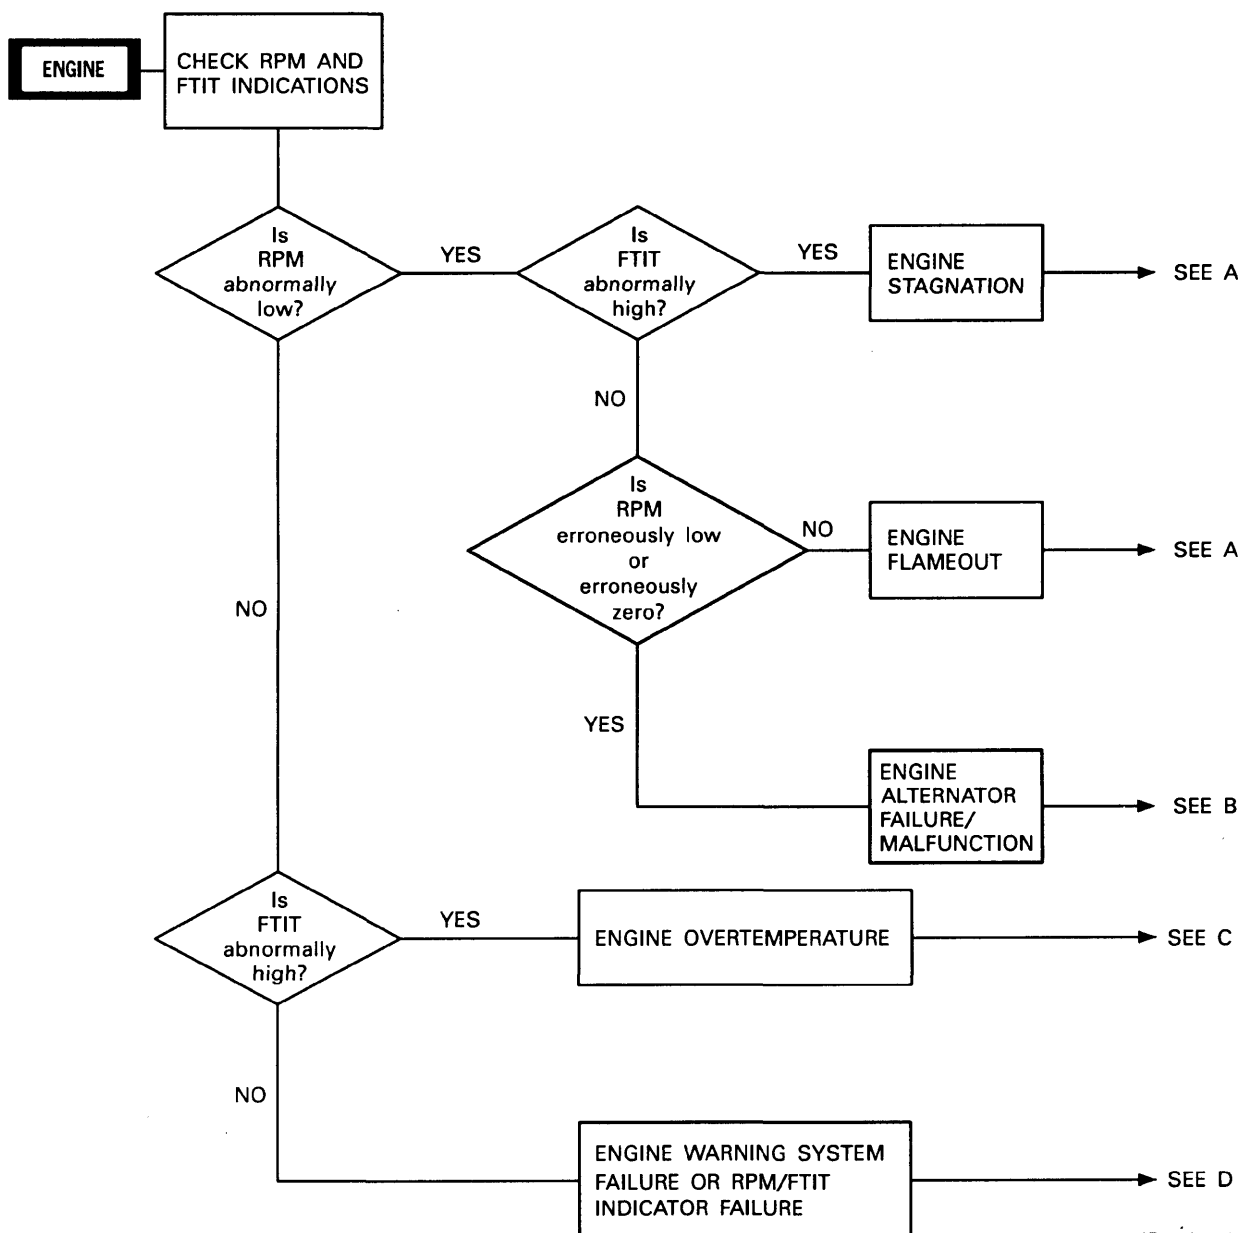 ENGINE
CHECK RPM AND
FTIT INDICATIONS
Is
RPM
abnormally
low?
YES
Is
FTIT
abnormally
high?
YES
ENGINE
STAGNATION
SEE A
NO
Is
RPM
erroneously low
or
erroneously
zero?
NO
ENGINE
FLAMEOUT
SEE A
NO
YES
ENGINE
ALTERNATOR
FAILURE/
MALFUNCTION
SEE B
Is
FTIT
abnormally
high?
YES
ENGINE OVERTEMPERATURE
SEE C
NO
ENGINE WARNING SYSTEM
FAILURE OR RPM/FTIT
INDICATOR FAILURE
SEE D